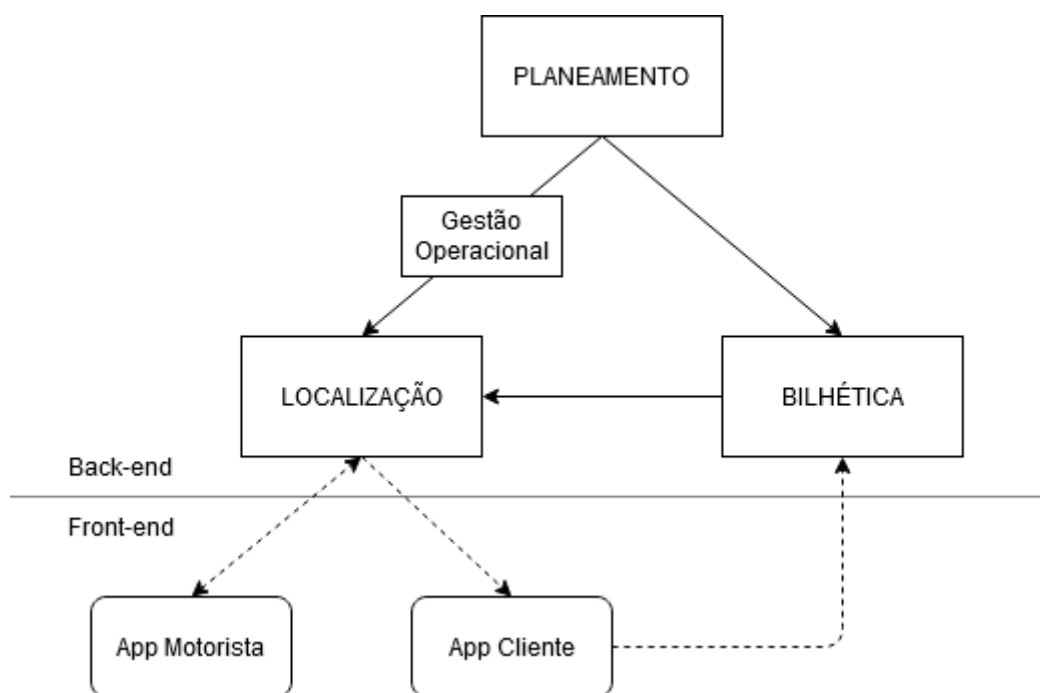 PLANEAMENTO
Gestão
Operacional
LOCALIZAÇÃO
BILHÉTICA
Back-end
Front-end
App Motorista
App Cliente